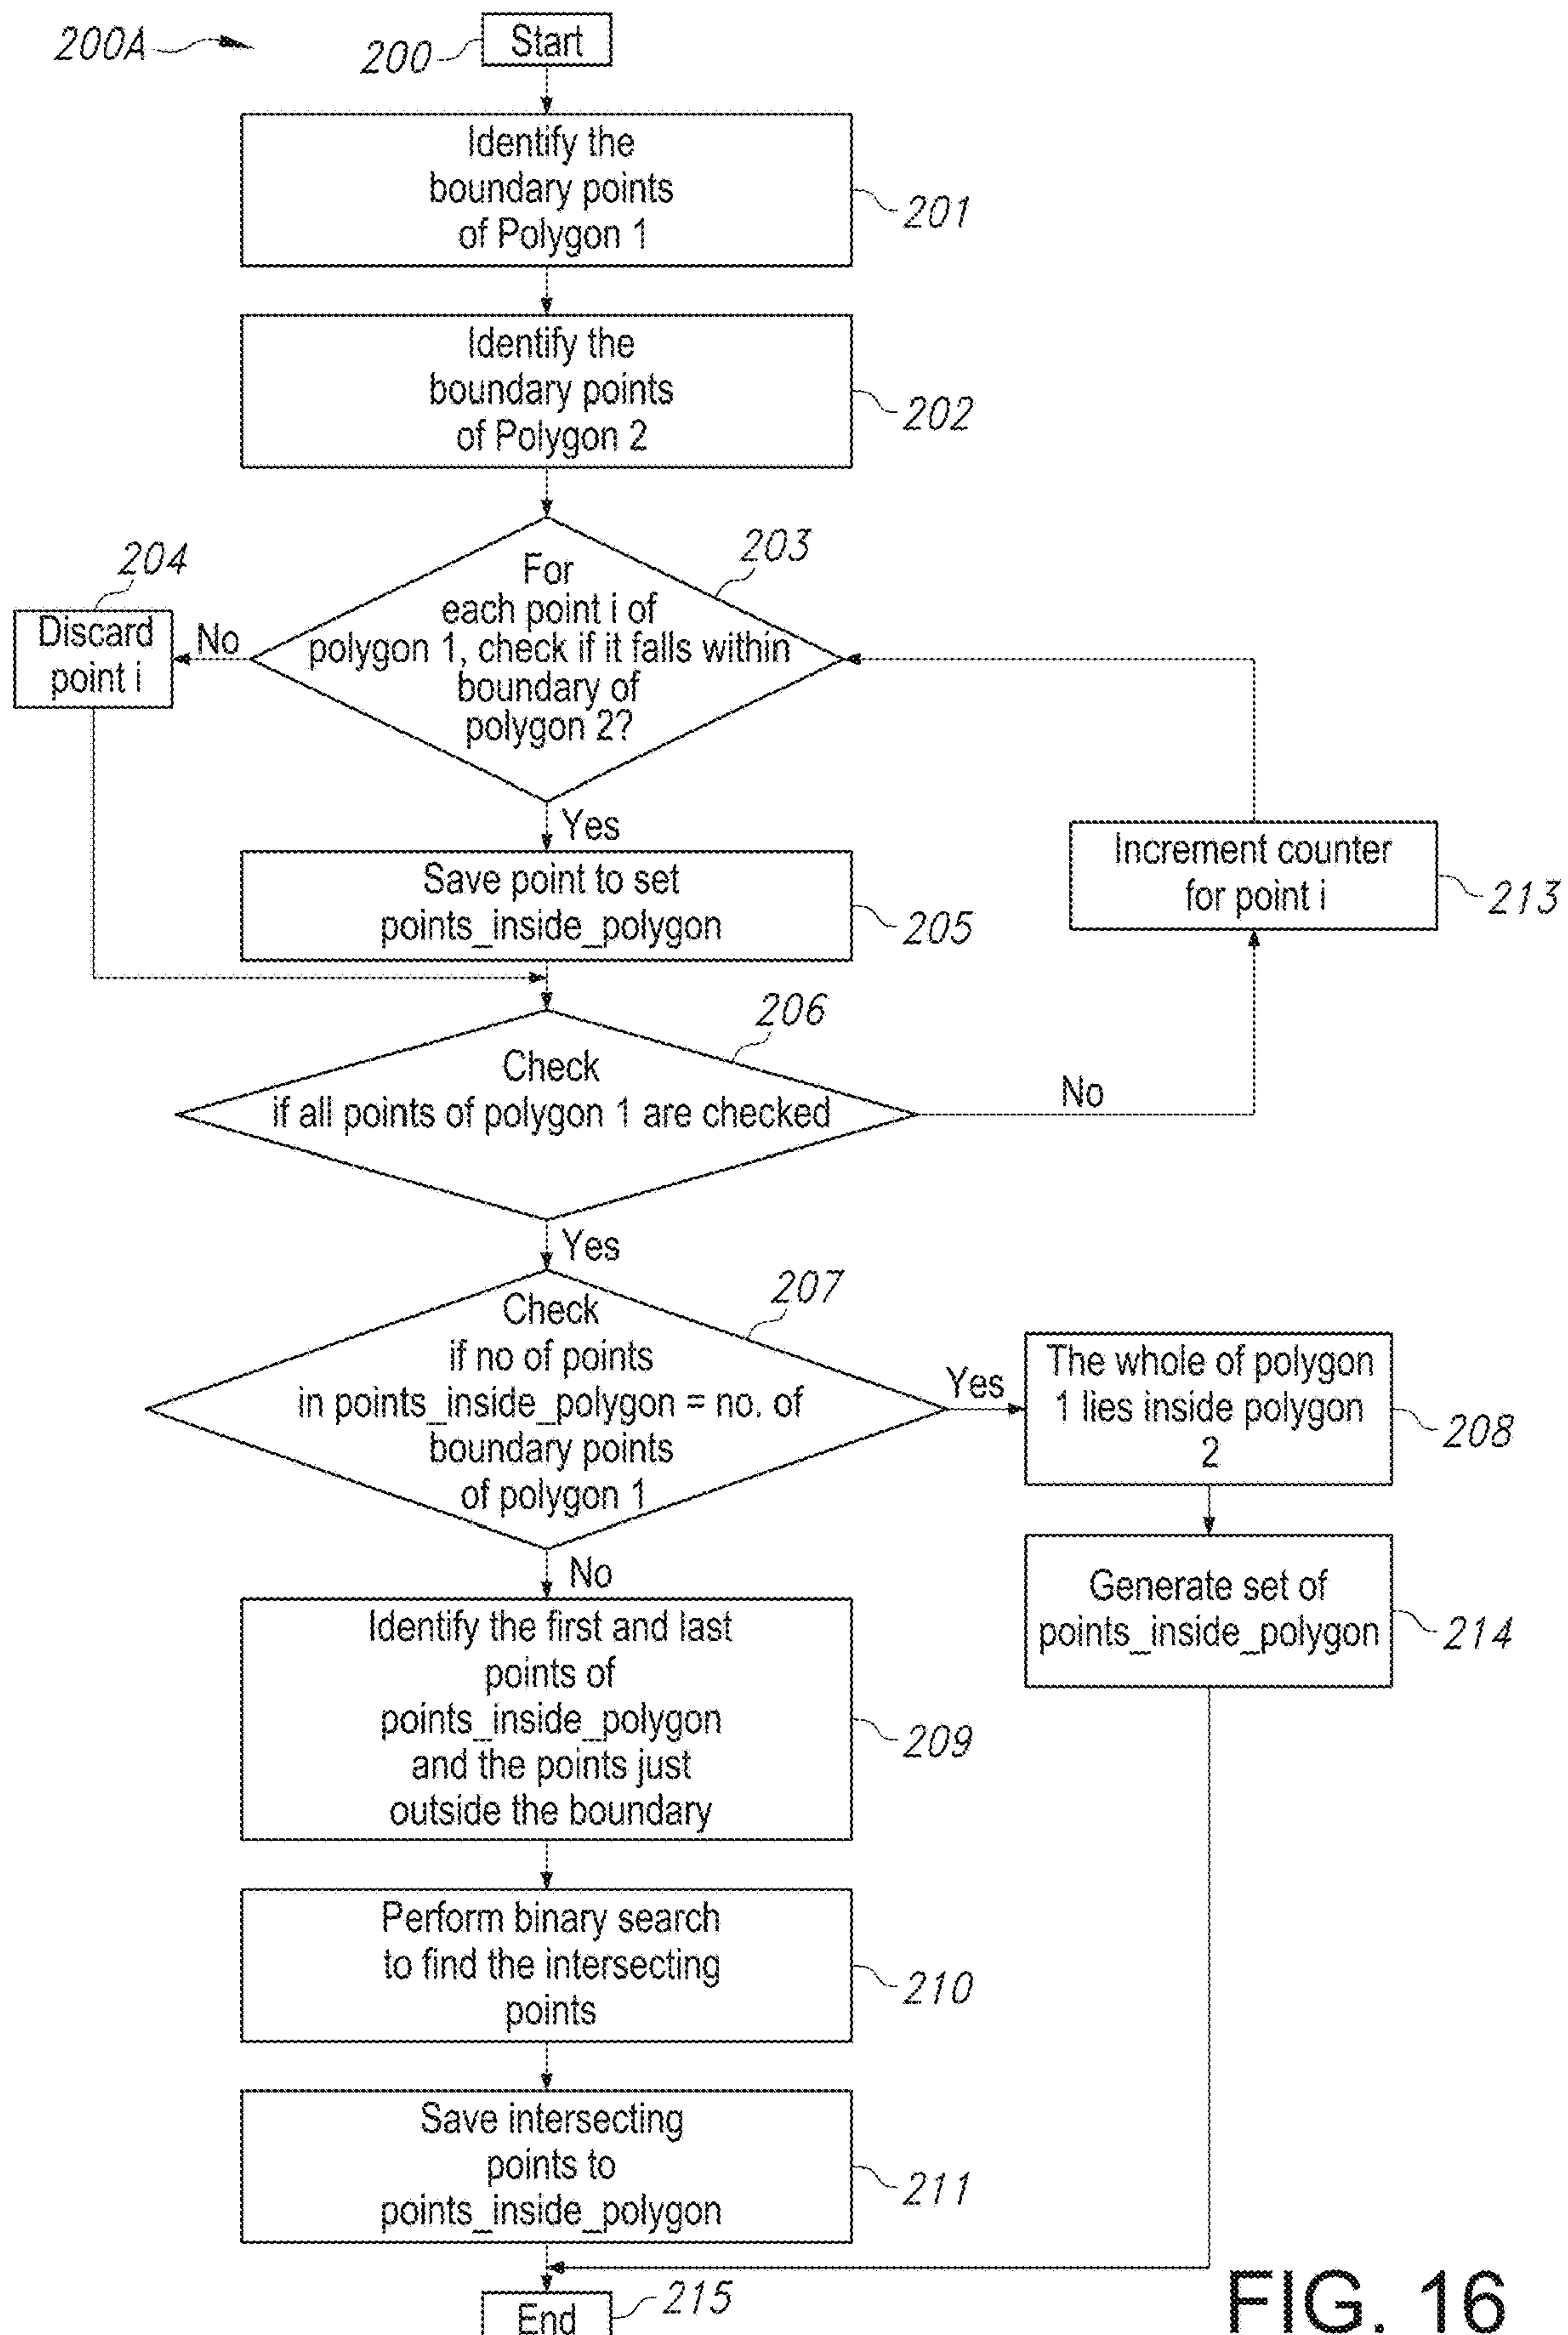 200A
200
Start
Identify the
boundary points
of Polygon 1
201
Identify the
boundary points
of Polygon 2
202
203
For
each point i of
polygon 1, check if it falls within
boundary of
polygon 2?
204
Discard
point i
No
Yes
Save point to set
points_inside_polygon
205
Increment counter
for point i
213
206
Check
if all points of polygon 1 are checked
No
Yes
207
Check
if no of points
in points_inside_polygon = no. of
boundary points
of polygon 1
Yes
The whole of polygon
1 lies inside polygon
2
208
Generate set of
points_inside_polygon
214
No
Identify the first and last
points of
points_inside_polygon
and the points just
outside the boundary
209
Perform binary search
to find the intersecting
points
210
Save intersecting
points to
points_inside_polygon
211
End
215
FIG. 16